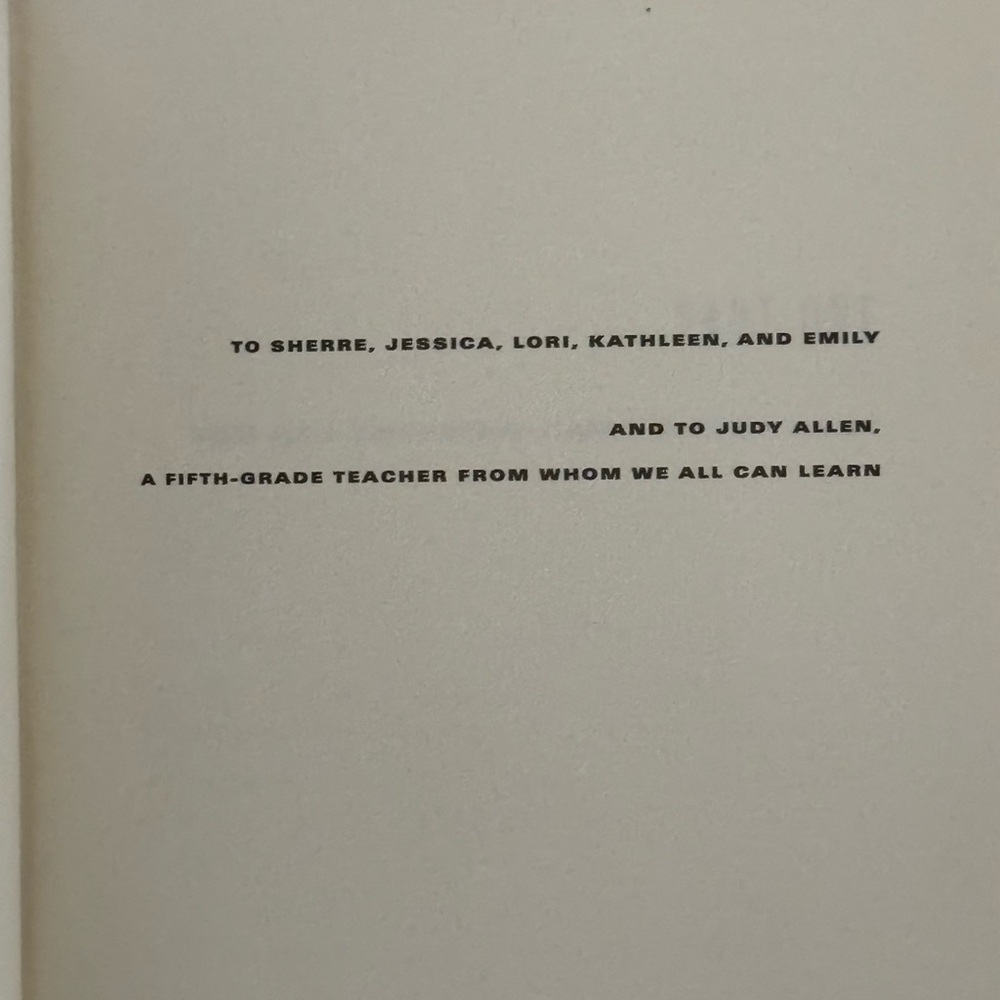 TO SHERRE, JESSICA, LORI, KATHLEEN, AND EMILY
AND TO JUDY ALLEN,
A FIFTH-GRADE TEACHER FROM WHOM WE ALL CAN LEARN